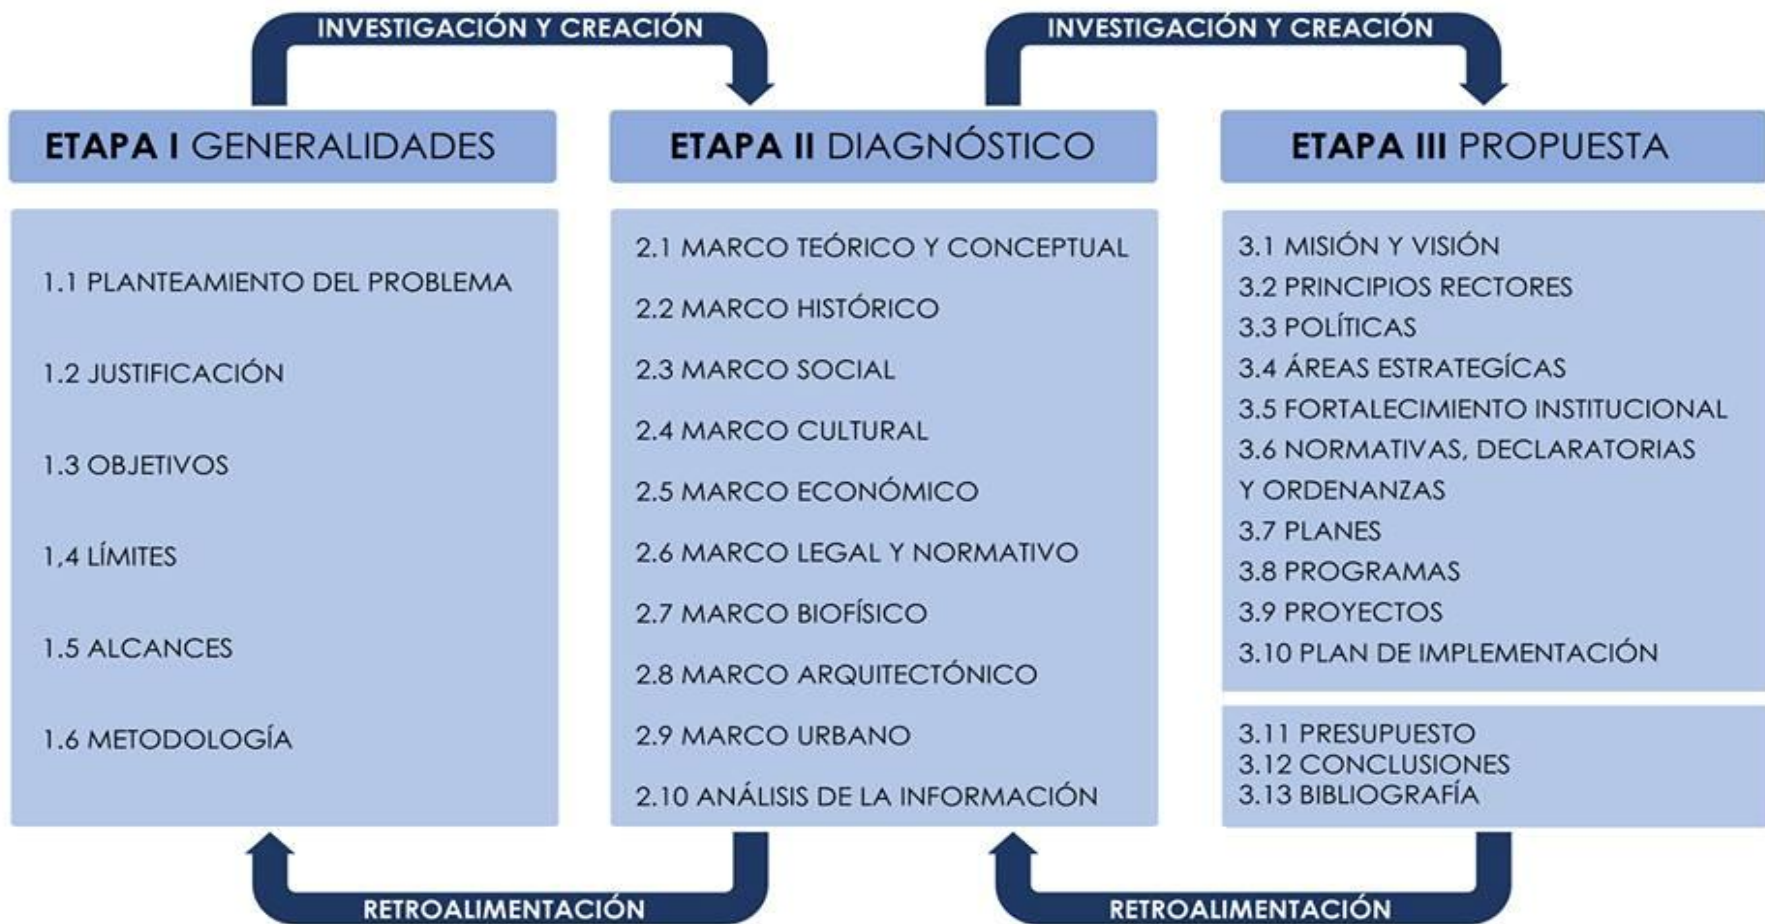 INVESTIGACIÓN Y CREACIÓN
INVESTIGACIÓN Y CREACIÓN
ETAPA I GENERALIDADES
1.1 PLANTEAMIENTO DEL PROBLEMA
1.2 JUSTIFICACIÓN
1.3 OBJETIVOS
1,4 LÍMITES
1.5 ALCANCES
1.6 METODOLOGÍA
ETAPA II DIAGNÓSTICO
2.1 MARCO TEÓRICO Y CONCEPTUAL
2.2 MARCO HISTÓRICO
2.3 MARCO SOCIAL
2.4 MARCO CULTURAL
2.5 MARCO ECONÓMICO
2.6 MARCO LEGAL Y NORMATIVO
2.7 MARCO BIOFÍSICO
2.8 MARCO ARQUITECTÓNICO
2.9 MARCO URBANO
2.10 ANÁLISIS DE LA INFORMACIÓN
ETAPA III PROPUESTA
3.1 MISIÓN Y VISIÓN
3.2 PRINCIPIOS RECTORES
3.3 POLÍTICAS
3.4 ÁREAS ESTRATEGÍCAS
3.5 FORTALECIMIENTO INSTITUCIONAL
3.6 NORMATIVAS, DECLARATORIAS
Y ORDENANZAS
3.7 PLANES
3.8 PROGRAMAS
3.9 PROYECTOS
3.10 PLAN DE IMPLEMENTACIÓN
3.11 PRESUPUESTO
3.12 CONCLUSIONES
3.13 BIBLIOGRAFÍA
RETROALIMENTACIÓN
RETROALIMENTACIÓN